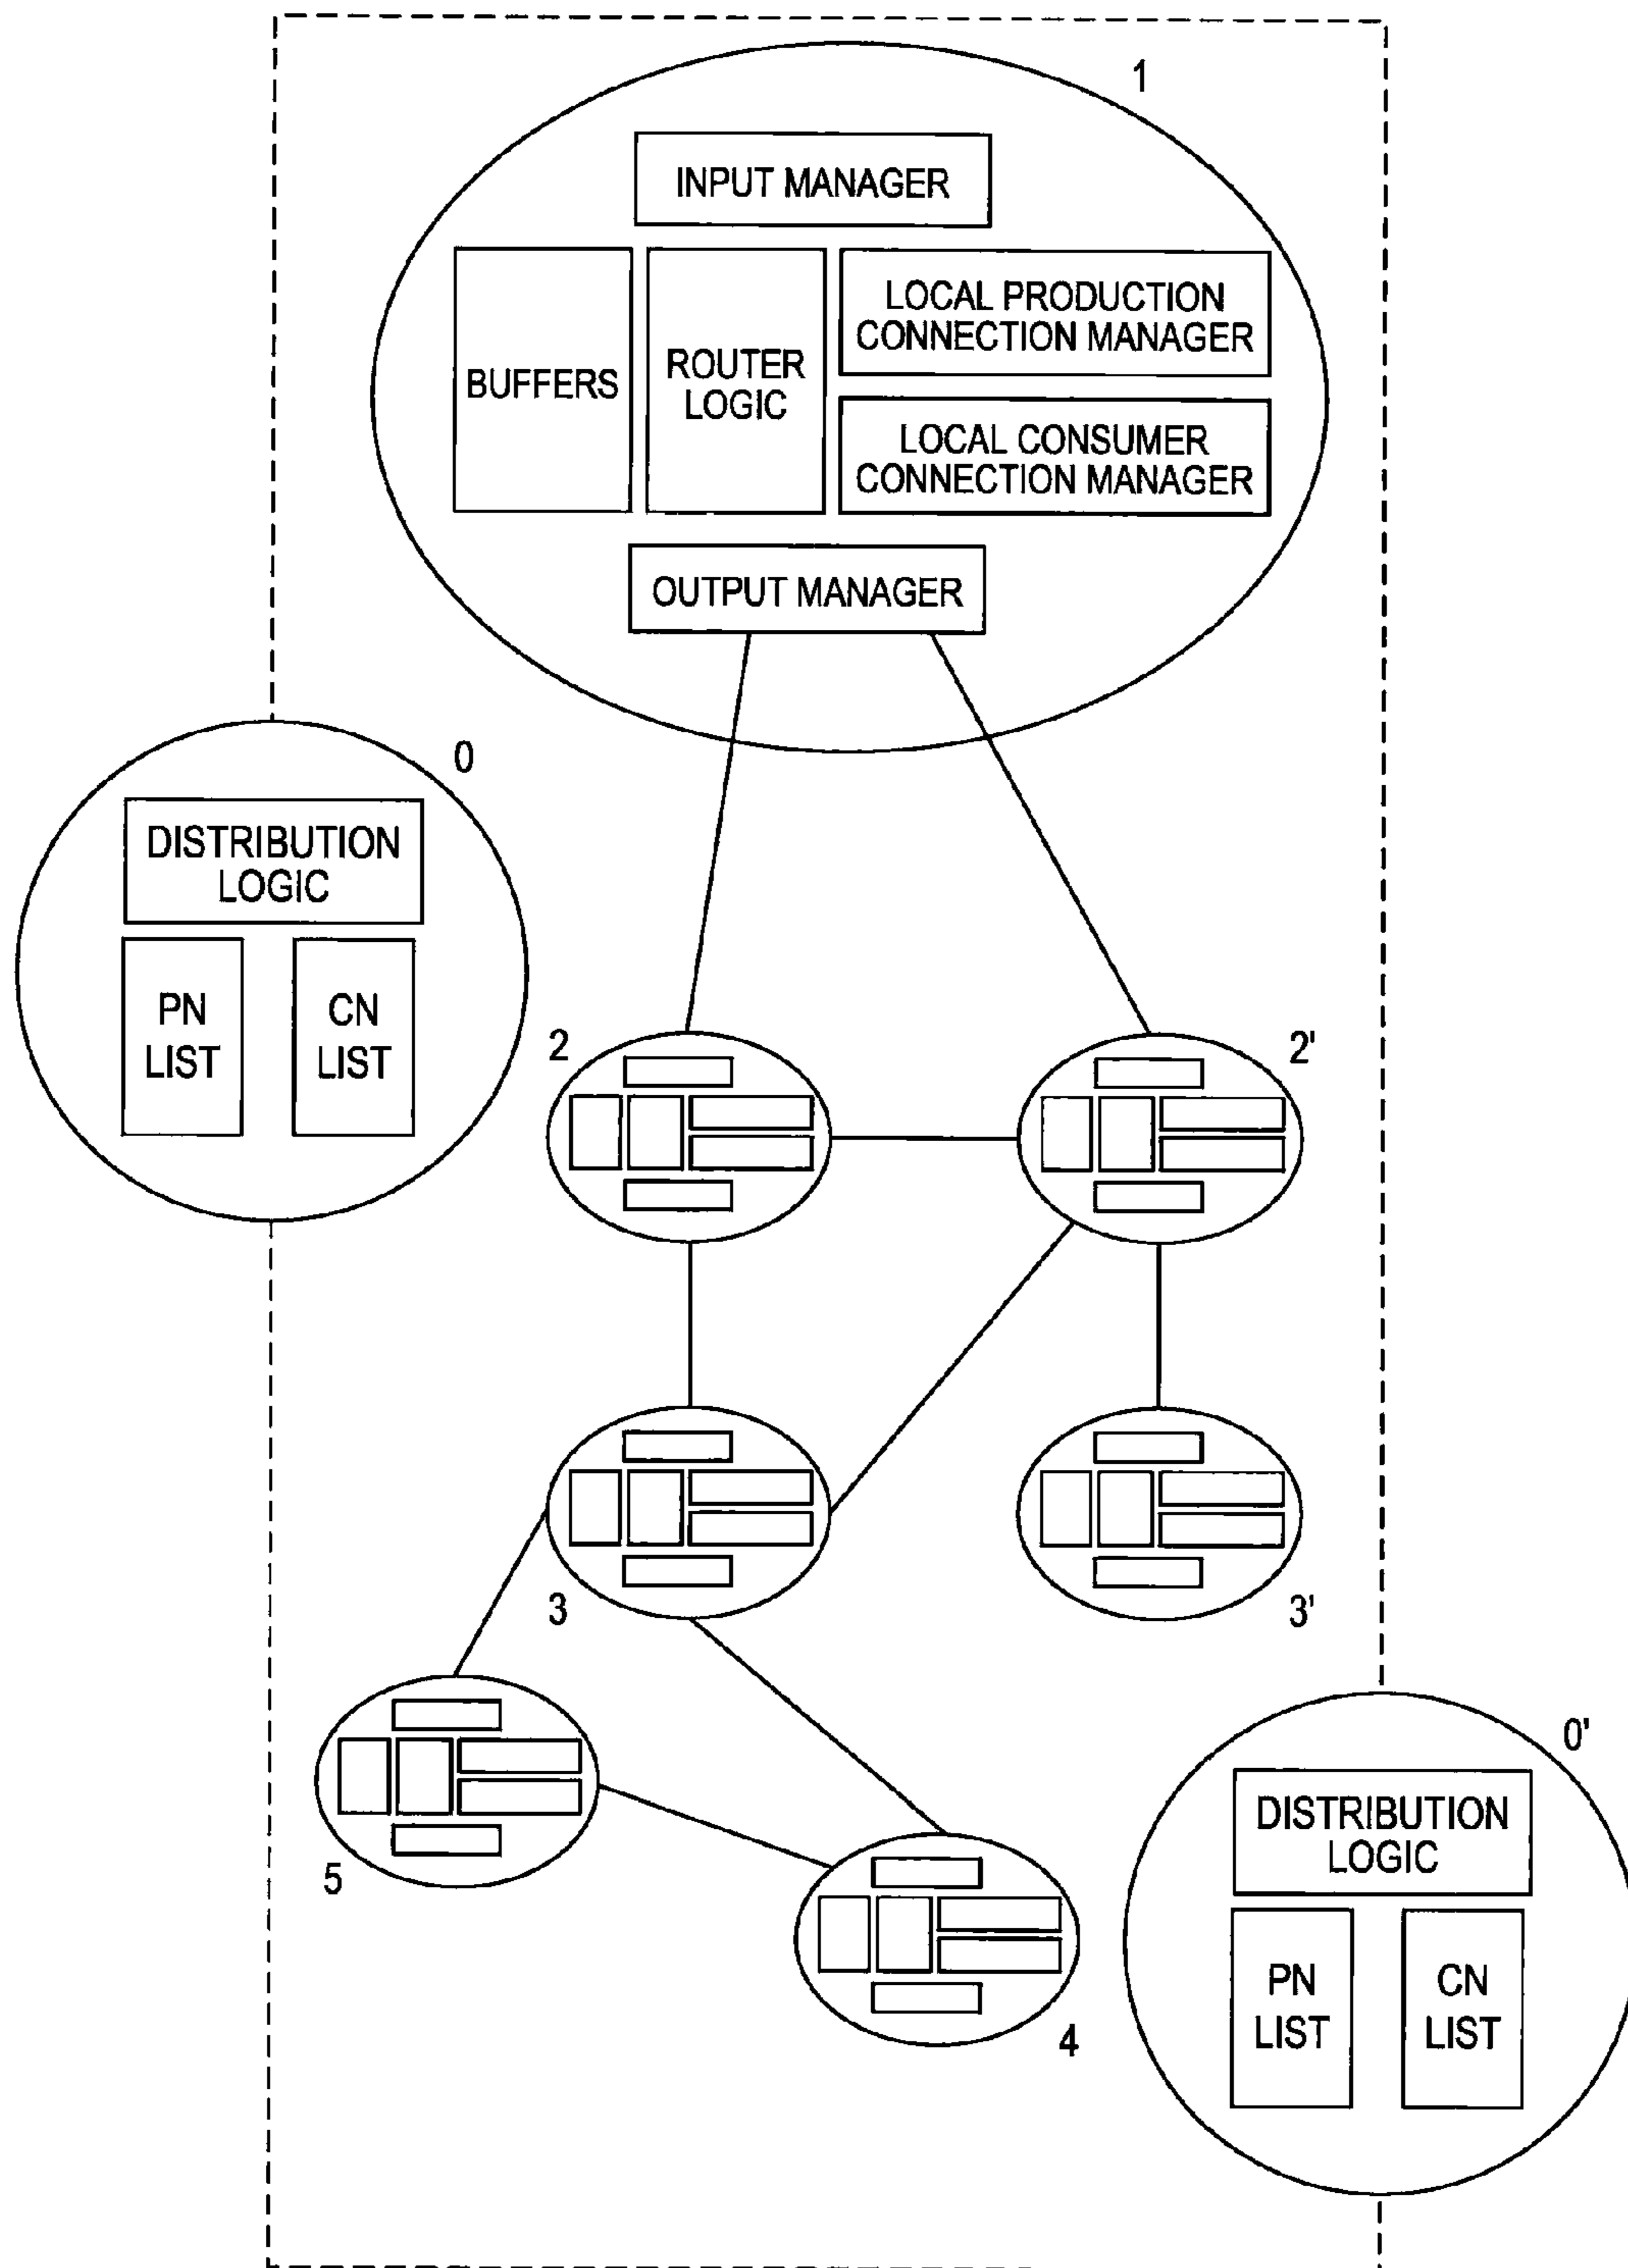 1
INPUT MANAGER
BUFFERS
ROUTER
LOGIC
LOCAL PRODUCTION
CONNECTION MANAGER
LOCAL CONSUMER
CONNECTION MANAGER
OUTPUT MANAGER
0
DISTRIBUTION
LOGIC
PN
LIST
CN
LIST
2
2'
3
3'
5
4
0'
DISTRIBUTION
LOGIC
PN
LIST
CN
LIST